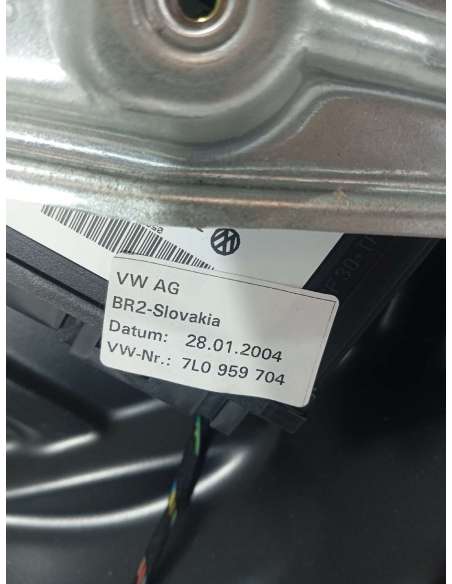 VW AG
BR2-Slovakia
Datum: 28.01.2004
VW-Nr.: 7L0 959 704